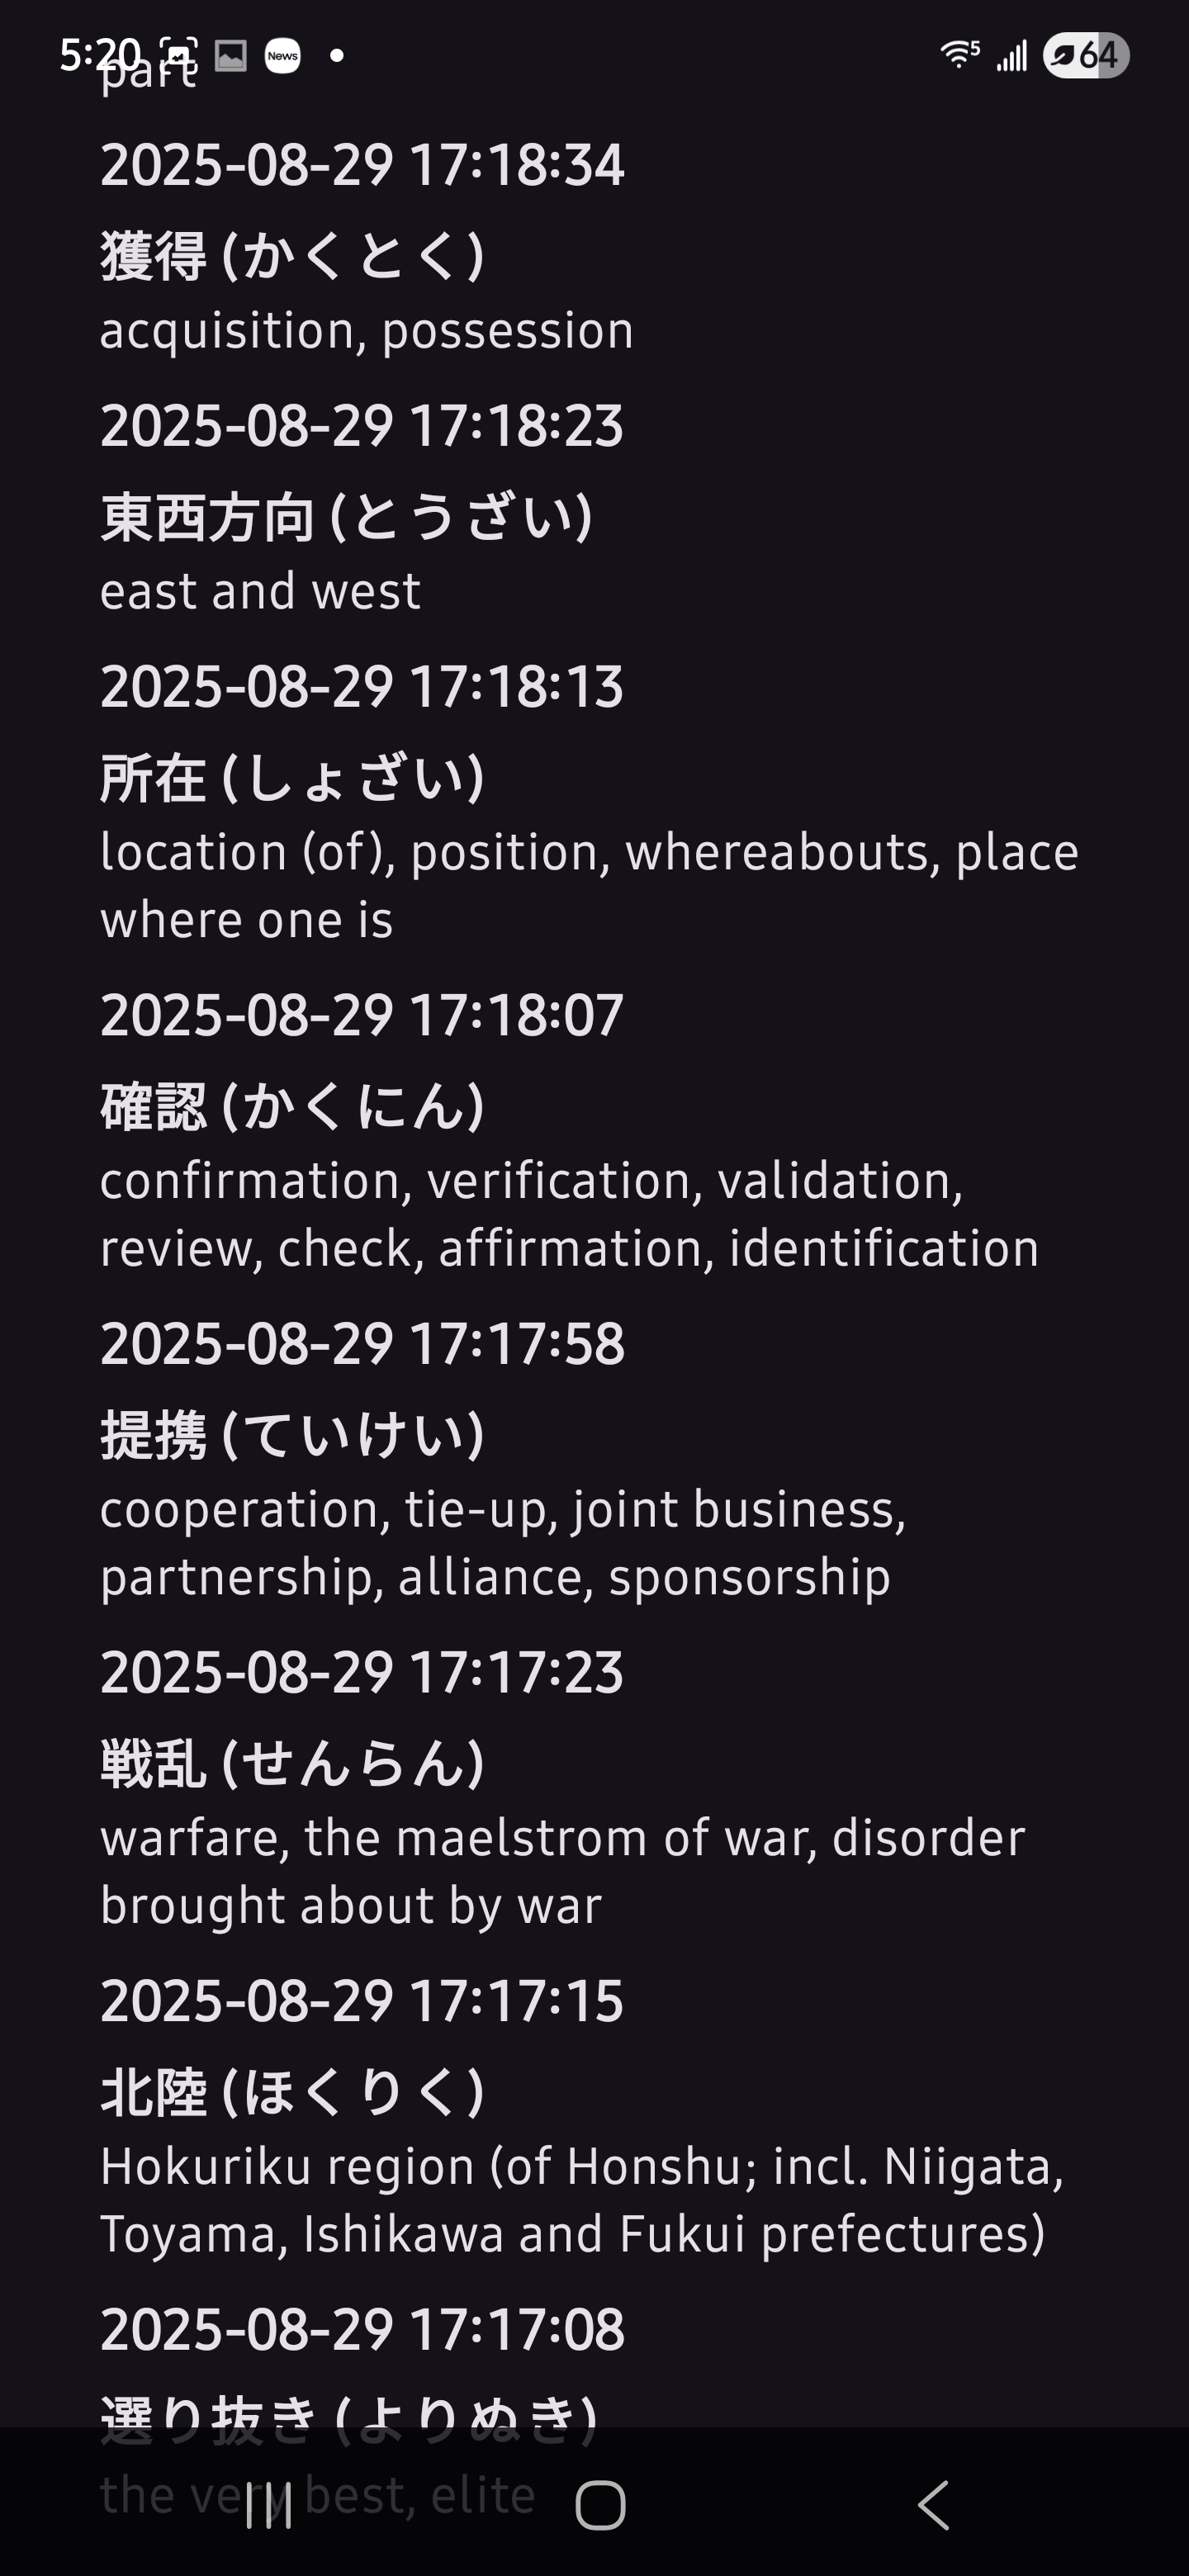 5:20 News 5 64
part
2025-08-29 17:18:34
獲得 (かくとく)
acquisition, possession
2025-08-29 17:18:23
東西方向 (とうざい)
east and west
2025-08-29 17:18:13
所在 (しょざい)
location (of), position, whereabouts, place
where one is
2025-08-29 17:18:07
確認 (かくにん)
confirmation, verification, validation,
review, check, affirmation, identification
2025-08-29 17:17:58
提携 (ていけい)
cooperation, tie-up, joint business,
partnership, alliance, sponsorship
2025-08-29 17:17:23
戦乱 (せんらん)
warfare, the maelstrom of war, disorder
brought about by war
2025-08-29 17:17:15
北陸 (ほくりく)
Hokuriku region (of Honshu; incl. Niigata,
Toyama, Ishikawa and Fukui prefectures)
2025-08-29 17:17:08
選り抜き (よりぬき)
the very best, elite